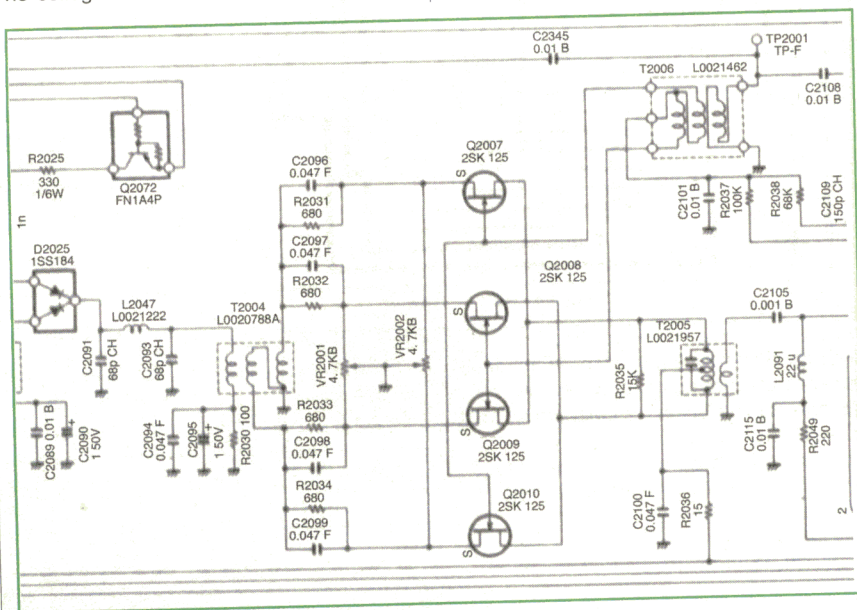 C2345
0.01 B
TP2001
TP-F
T2006
L0021462
C2108
0.01 B
R2025
330
1/6W
Q2072
FN1A4P
C2096
0.047 F
Q2007
2SK 125
S
R2031
680
C2101
0.01 B
R2037
100K
R2038
68K
C2109
150p CH
1n
D2025
1SS184
C2097
0.047 F
R2032
680
Q2008
2SK 125
S
L2047
L0021222
T2004
L0020788A
C2105
0.001 B
T2005
L0021957
C2091
68p CH
C2093
68p CH
VR2001
4.7KB
VR2002
4.7KB
R2035
15K
L2091
22 u
R2033
680
S
Q2009
2SK 125
C2089 0.01 B
C2090
1 50V
C2094
0.047 F
C2095
1 50V
+
R2030 100
C2098
0.047 F
C2115
0.01 B
R2049
220
R2034
680
Q2010
2SK 125
S
C2099
0.047 F
C2100
0.047 F
R2036
15
2